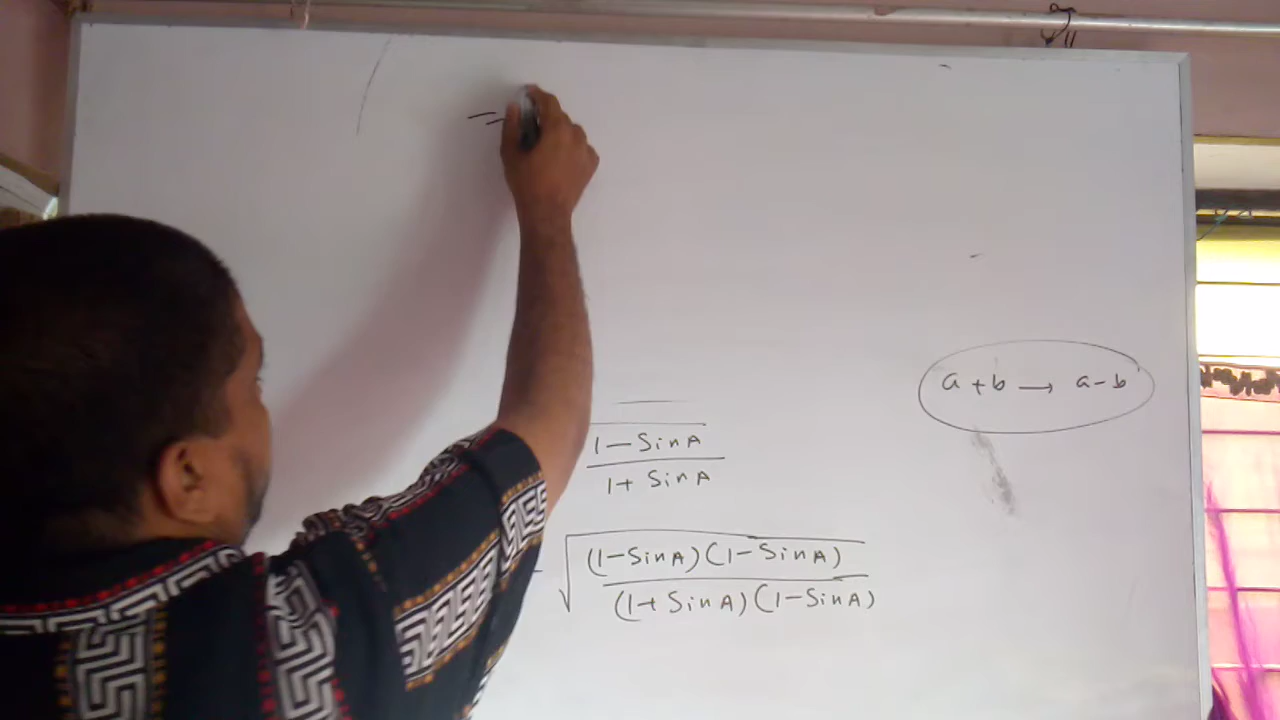 =
a + b → a - b
1 - SinA
1 + SinA
√(1-SinA)(1-SinA)
(1+SinA)(1-SinA)